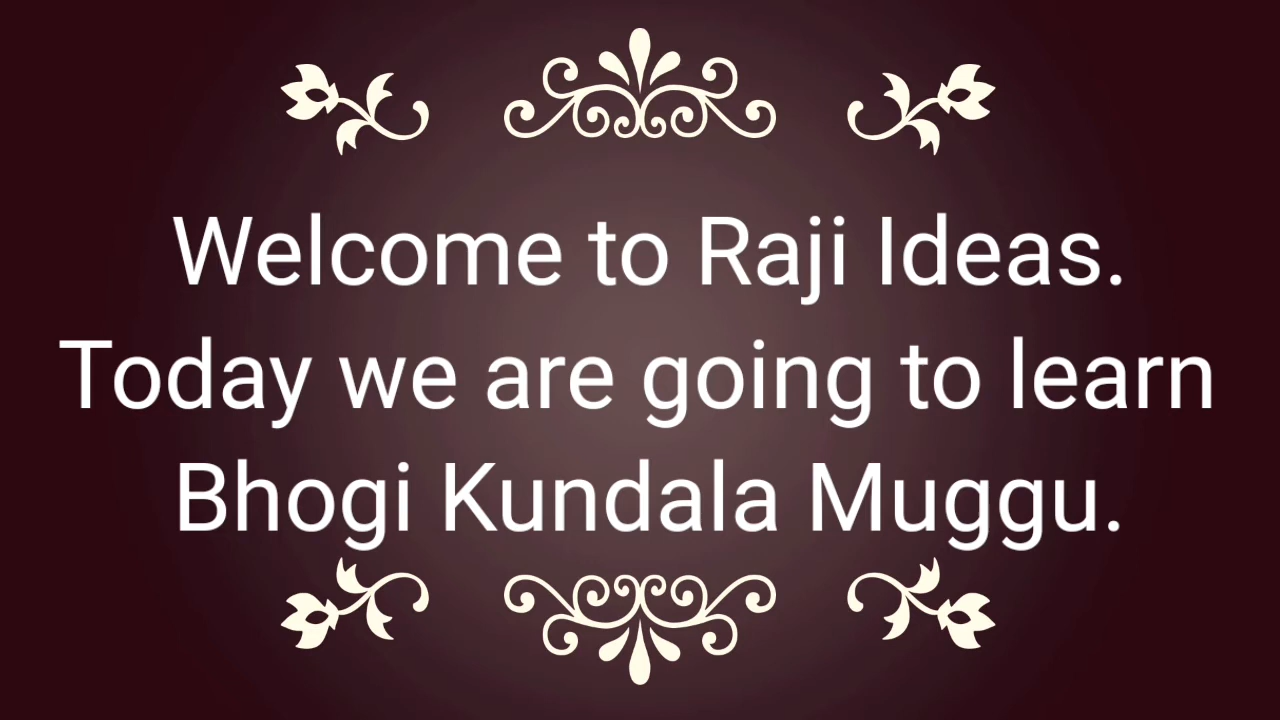 Welcome to Raji Ideas.
Today we are going to learn
Bhogi Kundala Muggu.